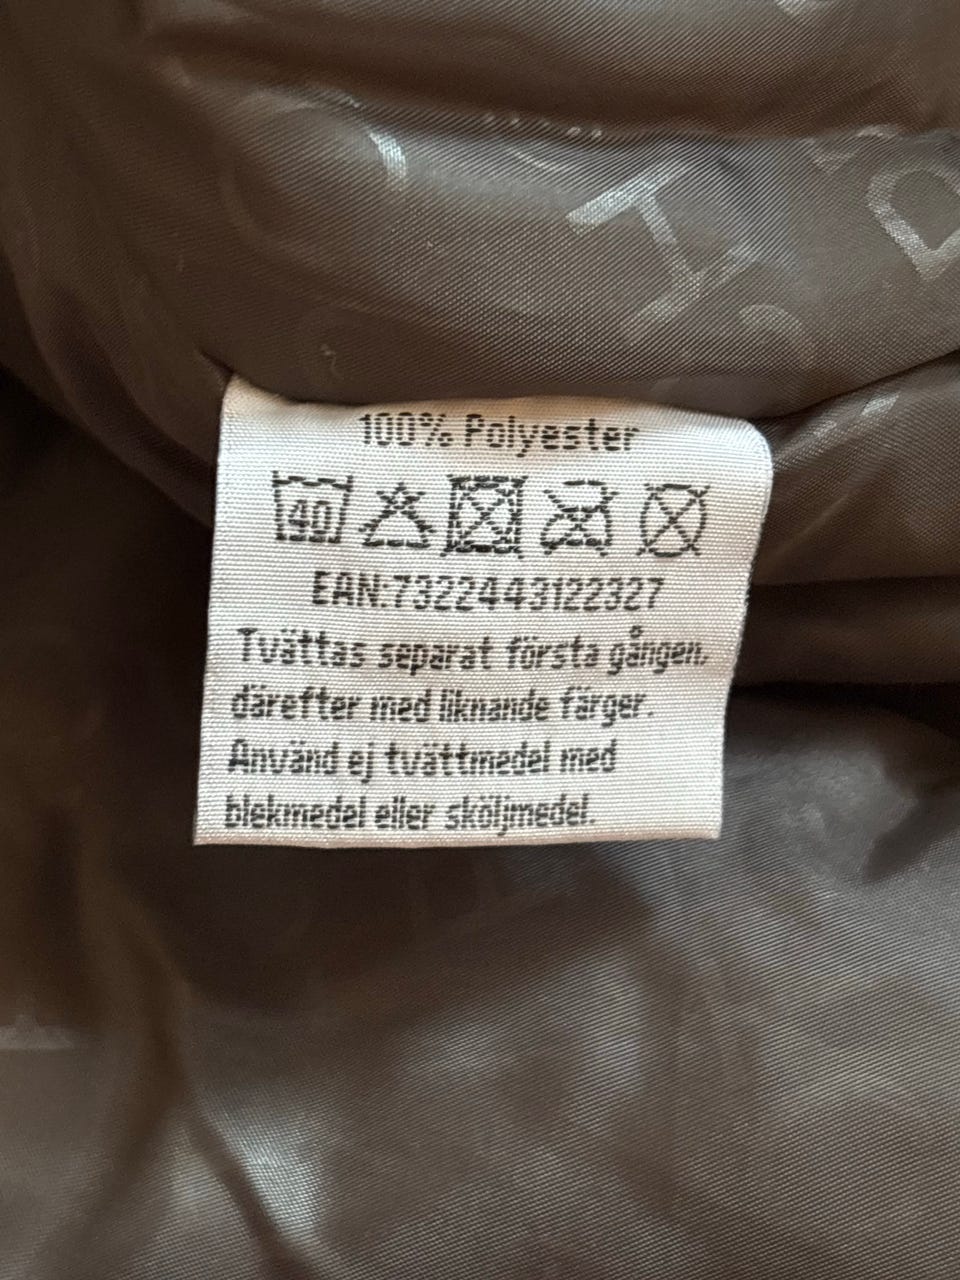 100% Polyester
40
EAN:7322443122327
Tvättas separat första gången,
därefter med liknande färger.
Använd ej tvättmedel med
blekmedel eller sköljmedel.